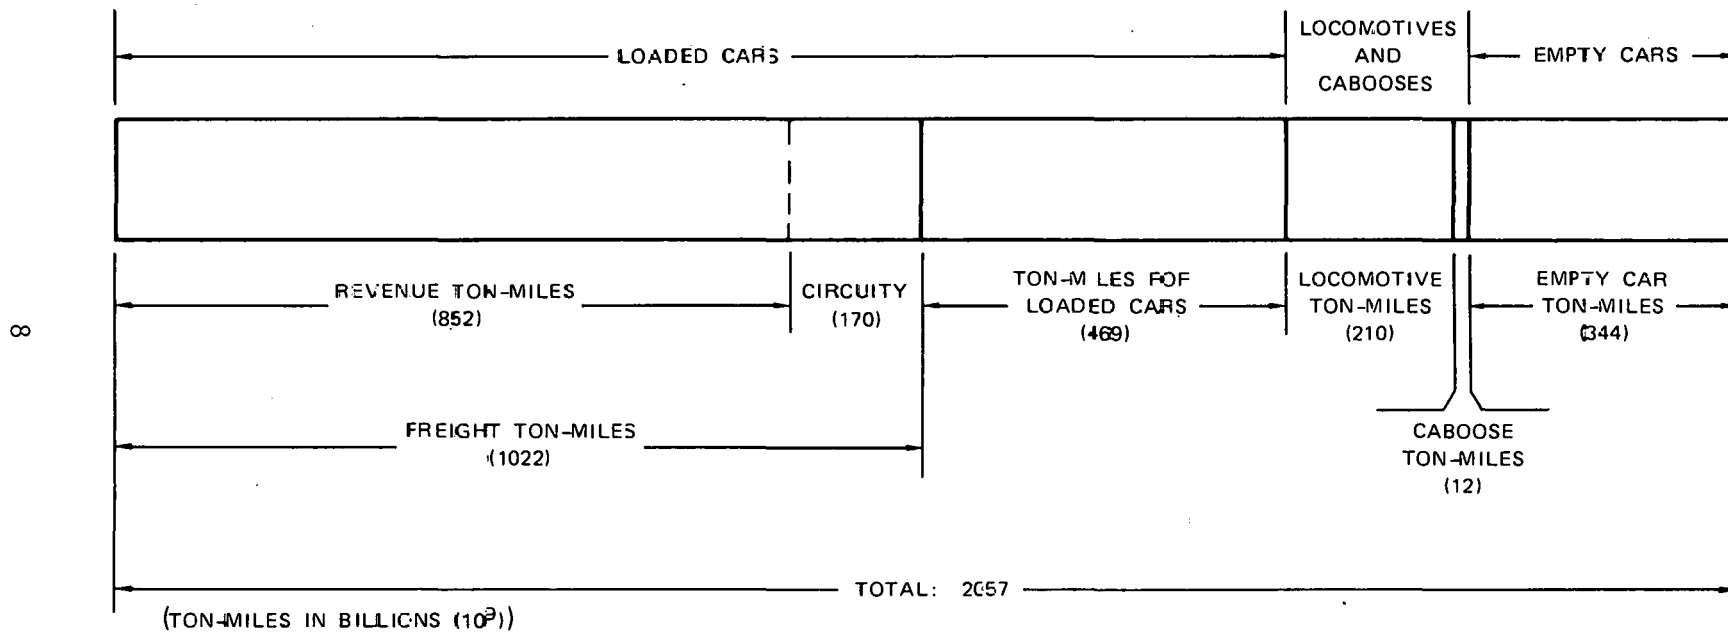 LOADED CARS
LOCOMOTIVES
AND
CABOOSES
EMPTY CARS
REVENUE TON-MILES
(852)
CIRCUITY
(170)
TON-MILES FOR
LOADED CARS
(469)
LOCOMOTIVE
TON-MILES
(210)
EMPTY CAR
TON-MILES
(344)
FREIGHT TON-MILES
(1022)
CABOOSE
TON-MILES
(12)
TOTAL: 2057
(TON-MILES IN BILLIONS (10⁹))
8